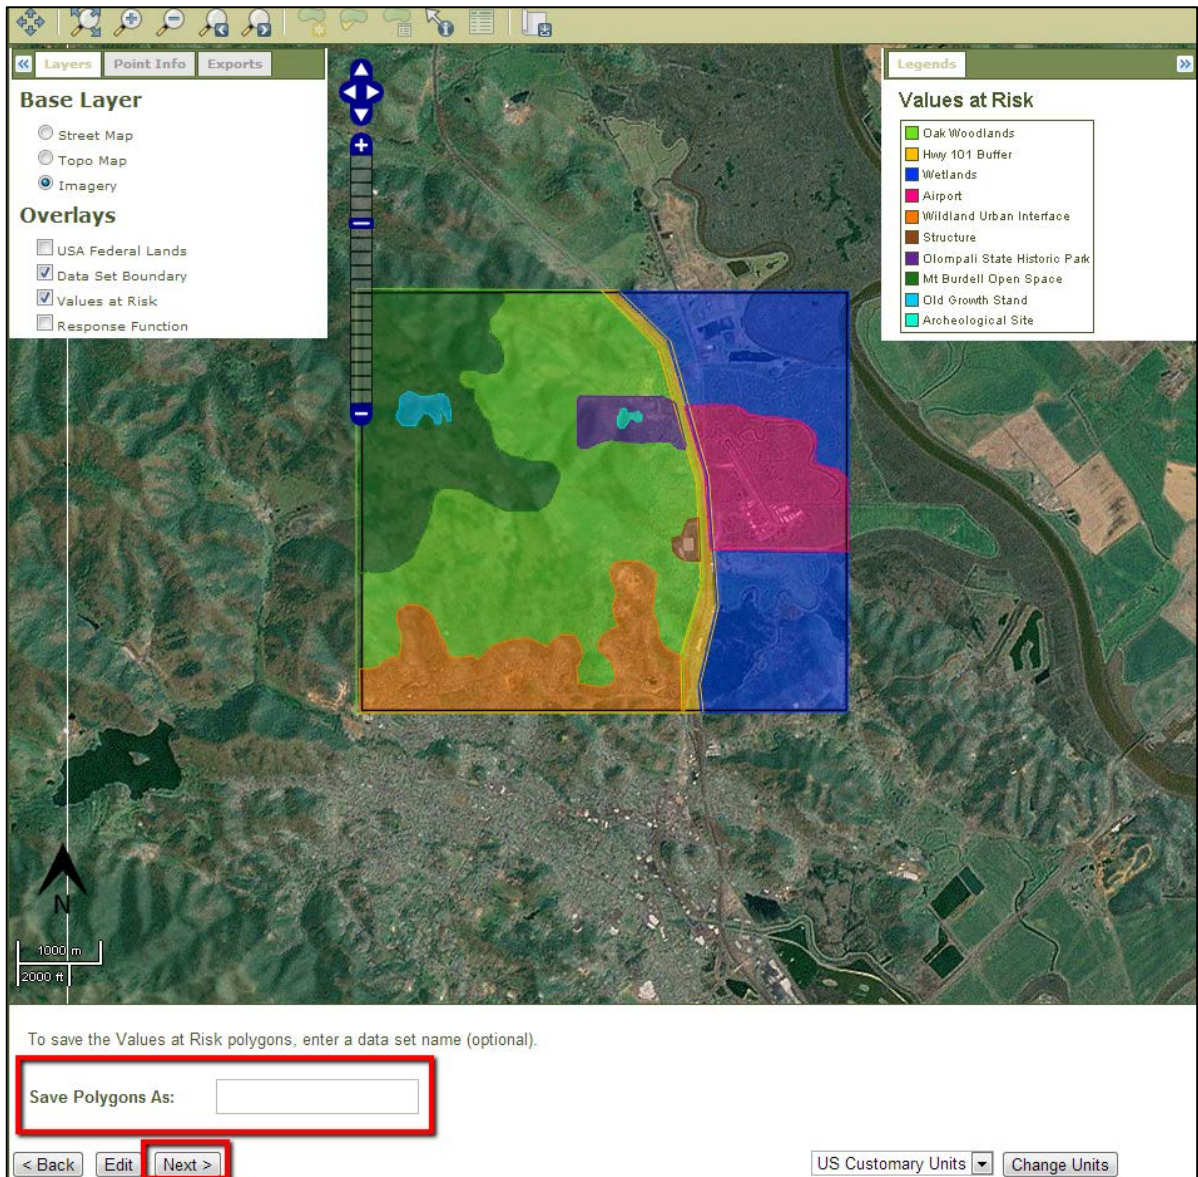 Layers Point Info Exports
Base Layer
Street Map
Topo Map
Imagery
Overlays
USA Federal Lands
Data Set Boundary
Values at Risk
Response Function
Legends
Values at Risk
Oak Woodlands
Hwy 101 Buffer
Wetlands
Airport
Wildland Urban Interface
Structure
Olompali State Historic Park
Mt Burdell Open Space
Old Growth Stand
Archeological Site
N
1000 m
2000 ft
To save the Values at Risk polygons, enter a data set name (optional).
Save Polygons As:
< Back Edit Next > US Customary Units Change Units